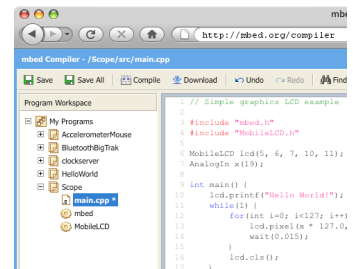 mbe
http://mbed.org/compiler
mbed Compiler - /Scope/src/main.cpp
Save Save All Compile Download Undo Redo Find
Program Workspace
My Programs
AccelerometerMouse
BluetoothBigTrak
clockserver
HelloWorld
Scope
main.cpp *
mbed
MobileLCD
1 // Simple graphics LCD example
2
3 #include "mbed.h"
4 #include "MobileLCD.h"
5
6 MobileLCD lcd(5, 6, 7, 10, 11);
7 AnalogIn x(19);
8
9 int main() {
10 lcd.printf("Hello World!");
11 while(1) {
12 for(int i=0; i<127; i++)
13 lcd.pixel(x * 127.0,
14 wait(0.015);
15 }
16 lcd.cls();
17 }